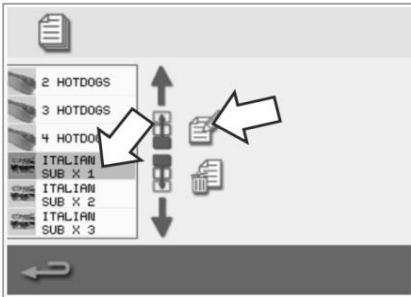 2 HOTDOGS
3 HOTDOGS
4 HOTDO
ITALIAN
SUB X 1
ITALIAN
SUB X 2
ITALIAN
SUB X 3